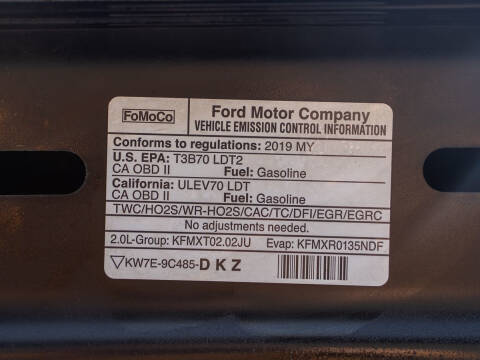 FoMoCo
Ford Motor Company
VEHICLE EMISSION CONTROL INFORMATION
Conforms to regulations: 2019 MY
U.S. EPA: T3B70 LDT2
CA OBD II Fuel: Gasoline
California: ULEV70 LDT
CA OBD II Fuel: Gasoline
TWC/HO2S/WR-HO2S/CAC/TC/DFI/EGR/EGRC
No adjustments needed.
2.0L-Group: KFMXT02.02JU Evap: KFMXR0135NDF
KW7E-9C485-D K Z